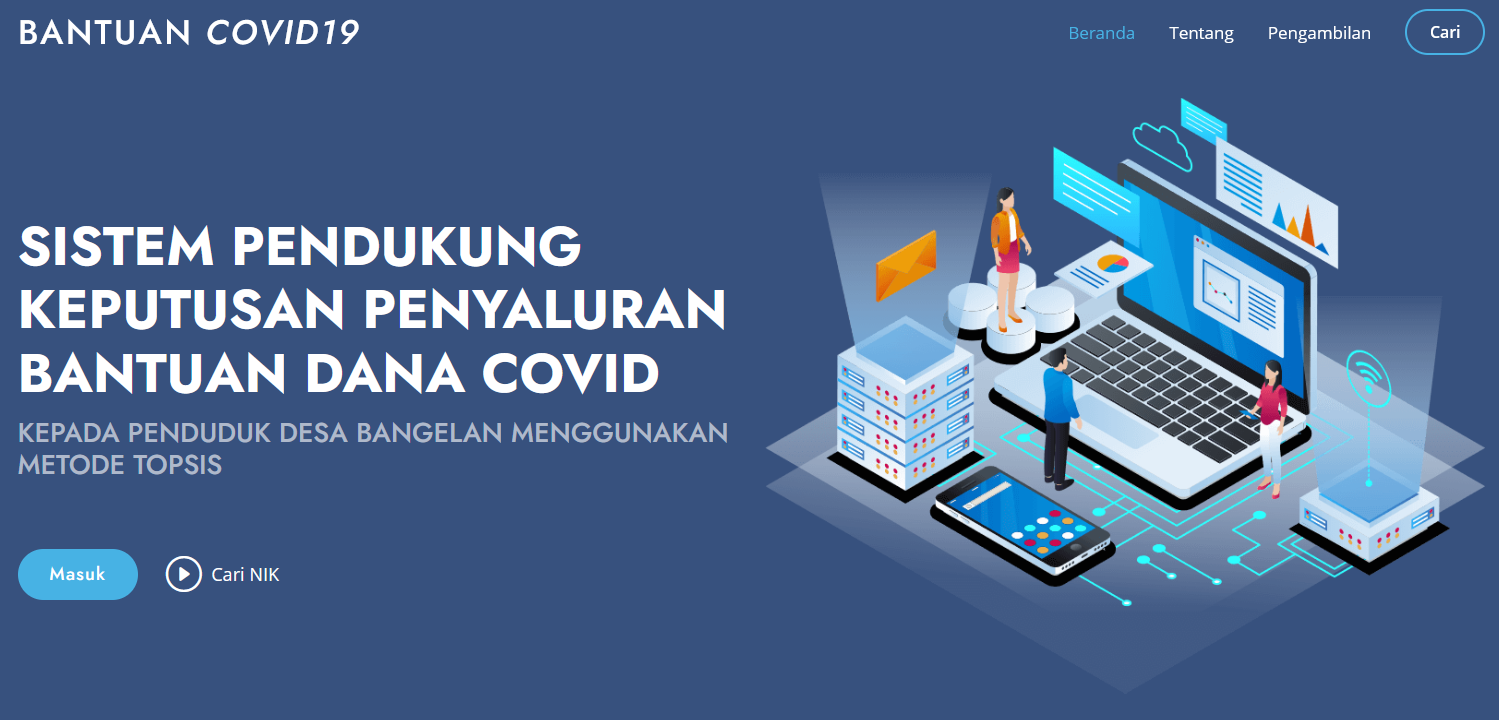 BANTUAN COVID19
Beranda
Tentang
Pengambilan
Cari
SISTEM PENDUKUNG
KEPUTUSAN PENYALURAN
BANTUAN DANA COVID
KEPADA PENDUDUK DESA BANGELAN MENGGUNAKAN
METODE TOPSIS
Masuk
Cari NIK